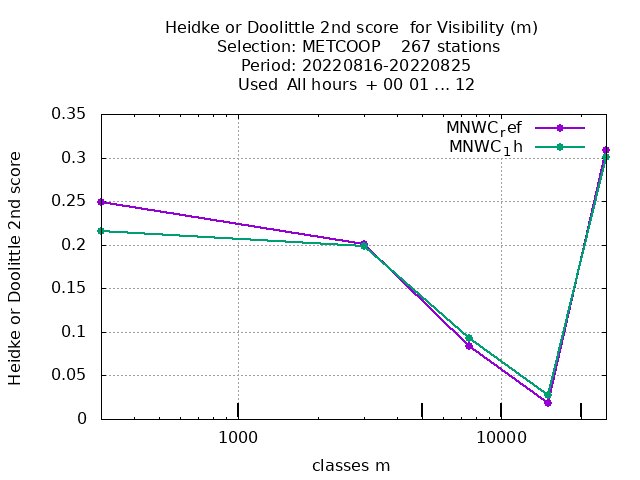 Heidke or Doolittle 2nd score  for Visibility (m)
Selection: METCOOP    267 stations
Period: 20220816-20220825
Used  All hours  + 00 01 ... 12
Heidke or Doolittle 2nd score
0.35
0.3
0.25
0.2
0.15
0.1
0.05
0
MNWCref
MNWC1h
1000
10000
classes m